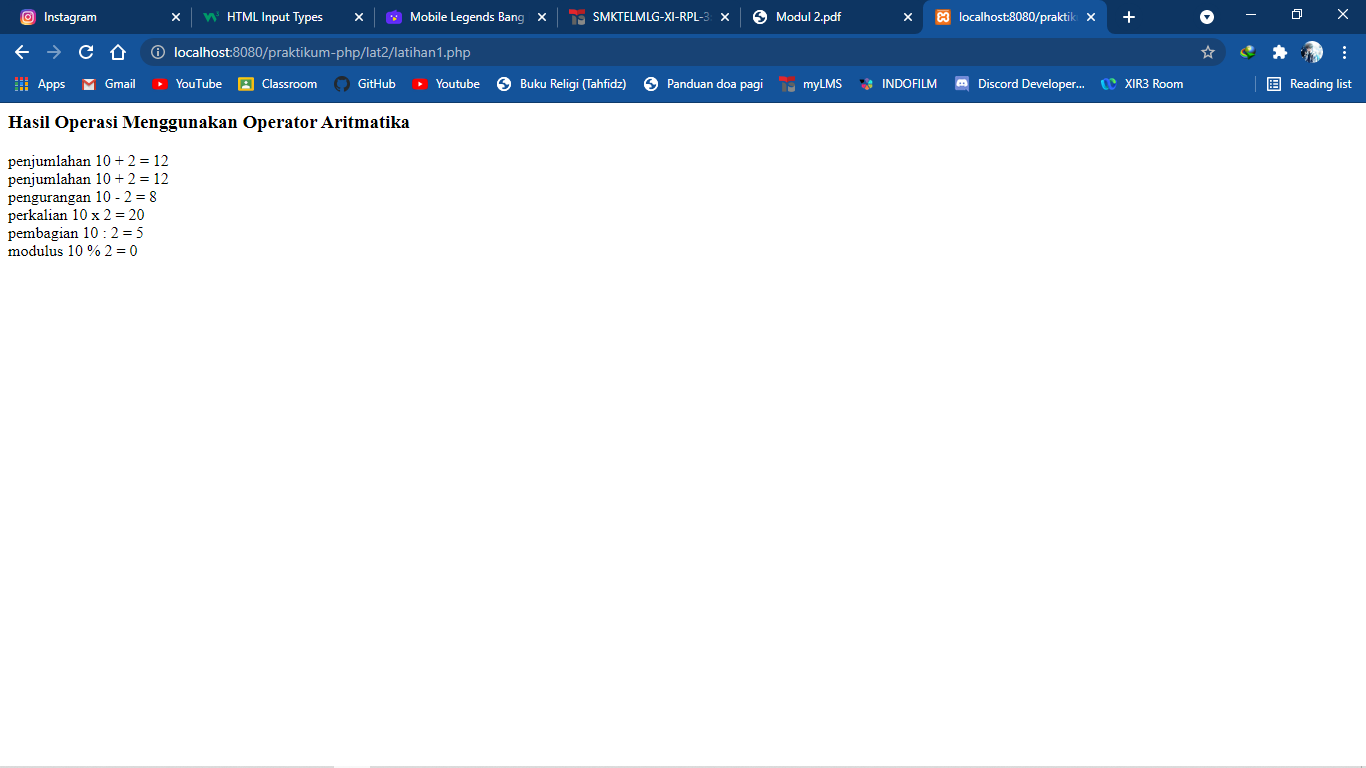 Instagram
HTML Input Types
Mobile Legends Bang
SMKTELMLG-XI-RPL-3
Modul 2.pdf
localhost:8080/praktik
localhost:8080/praktikum-php/lat2/latihan1.php
Apps
Gmail
YouTube
Classroom
GitHub
Youtube
Buku Religi (Tahfidz)
Panduan doa pagi
myLMS
INDOFILM
Discord Developer...
XIR3 Room
Reading list
Hasil Operasi Menggunakan Operator Aritmatika
penjumlahan 10 + 2 = 12
penjumlahan 10 + 2 = 12
pengurangan 10 - 2 = 8
perkalian 10 x 2 = 20
pembagian 10 : 2 = 5
modulus 10 % 2 = 0